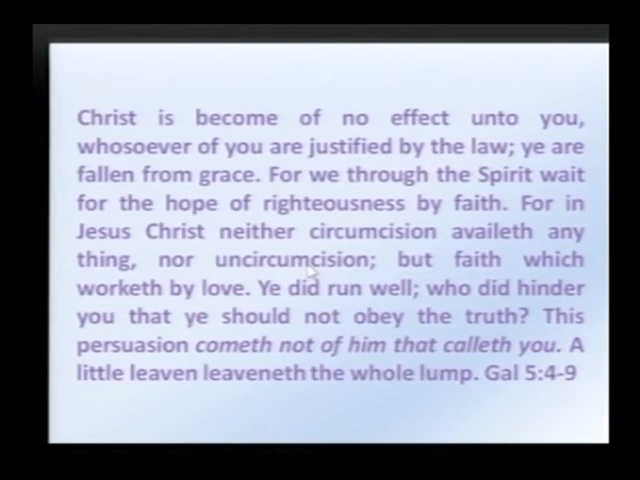 Christ is become of no effect unto you,
whosoever of you are justified by the law; ye are
fallen from grace. For we through the Spirit wait
for the hope of righteousness by faith. For in
Jesus Christ neither circumcision availeth any
thing, nor uncircumcision; but faith which
worketh by love. Ye did run well; who did hinder
you that ye should not obey the truth? This
persuasion cometh not of him that calleth you. A
little leaven leaveneth the whole lump. Gal 5:4-9